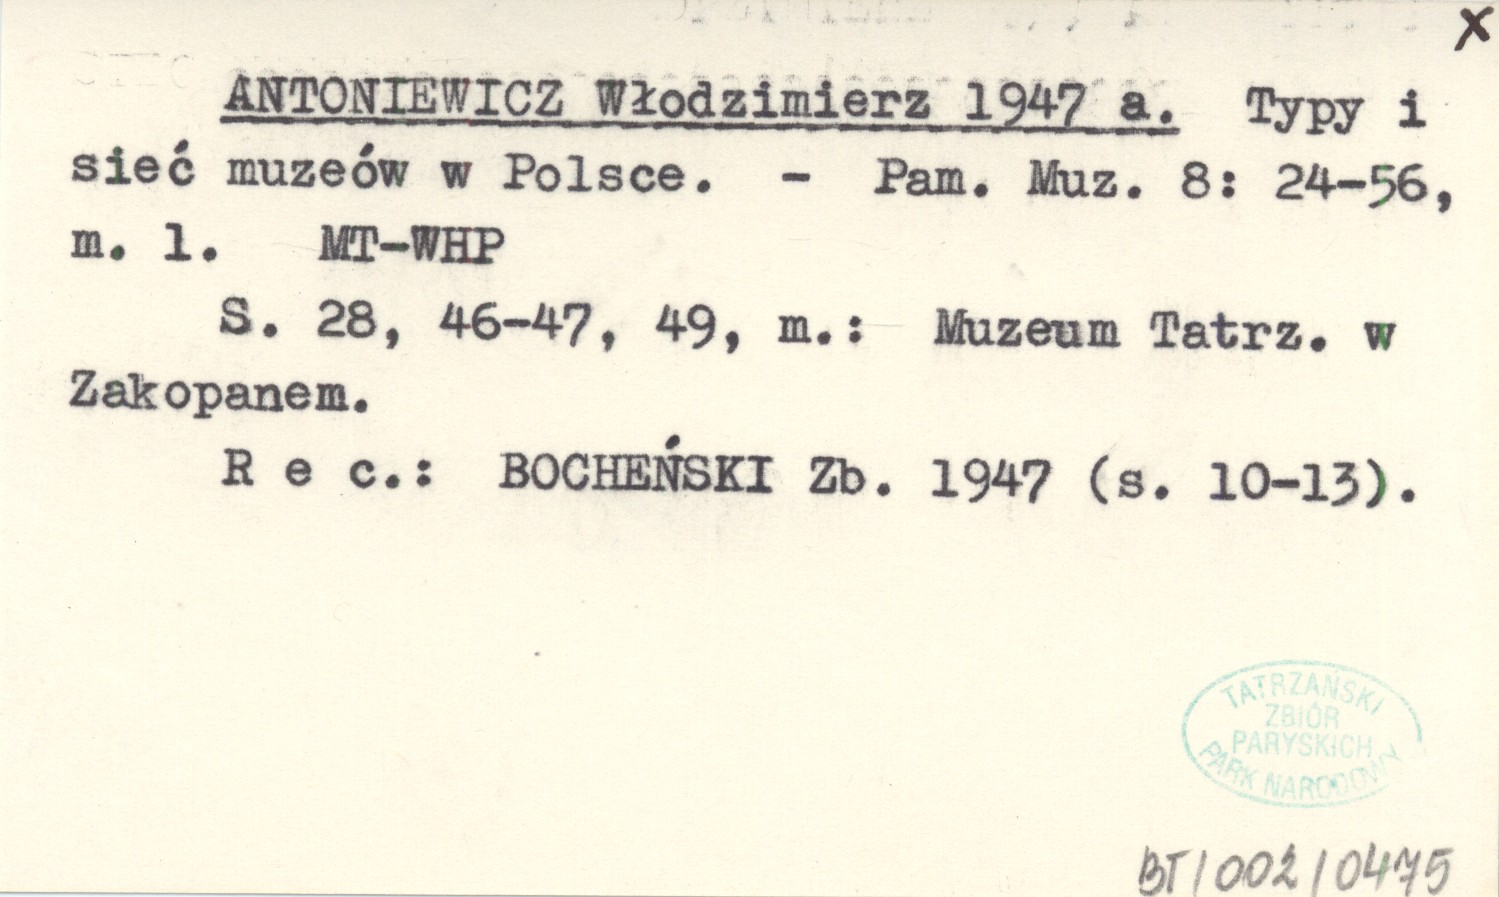 X
ANTONIEWICZ Włodzimierz 1947 a. Typy i
sieć muzeów w Polsce. - Pam. Muz. 8: 24-56,
m. 1. MT-WHP
S. 28, 46-47, 49, m.: Muzeum Tatrz. w
Zakopanem.
R e c.: BOCHEŃSKI Zb. 1947 (s. 10-13).
TATRZAŃSKI
ZBIÓR
PARYSKICH
PARK NARODOWY
BT/002/0475